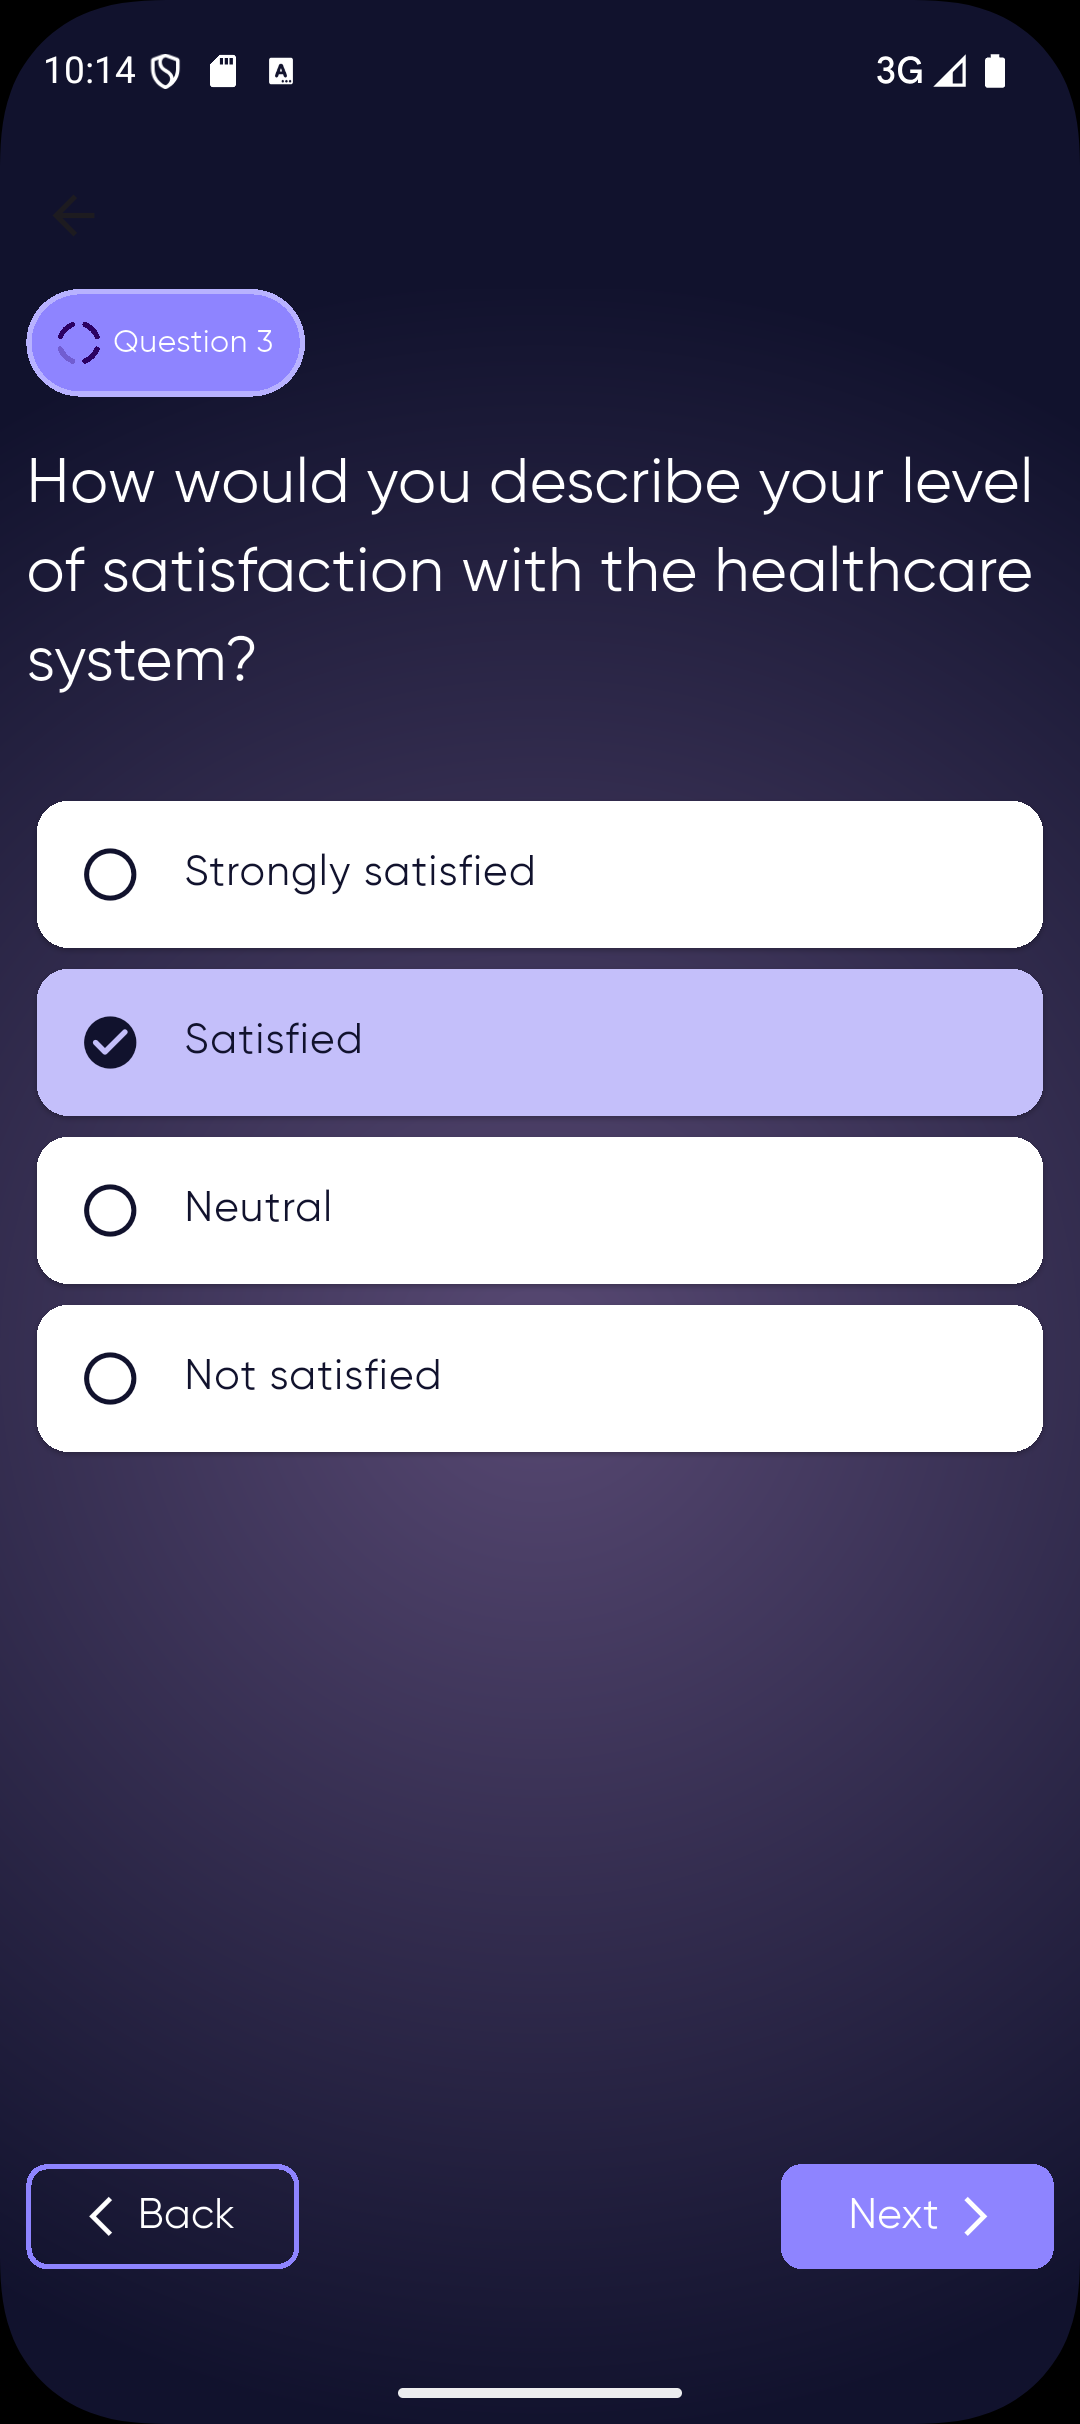 10:14
3G
Question 3
How would you describe your level
of satisfaction with the healthcare
system?
Strongly satisfied
Satisfied
Neutral
Not satisfied
Back
Next